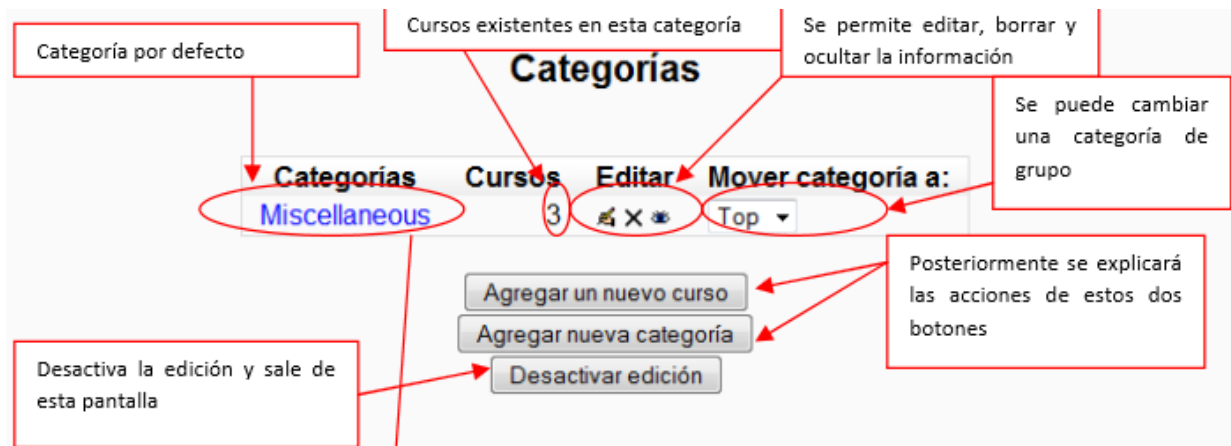 Cursos existentes en esta categoría
Se permite editar, borrar y
ocultar la información
Categoría por defecto
Categorías
Se puede cambiar
una categoría de
grupo
Categorías Cursos Editar Mover categoría a:
Miscellaneous 3 Top
Posteriormente se explicará
las acciones de estos dos
botones
Agregar un nuevo curso
Agregar nueva categoría
Desactivar edición
Desactiva la edición y sale de
esta pantalla